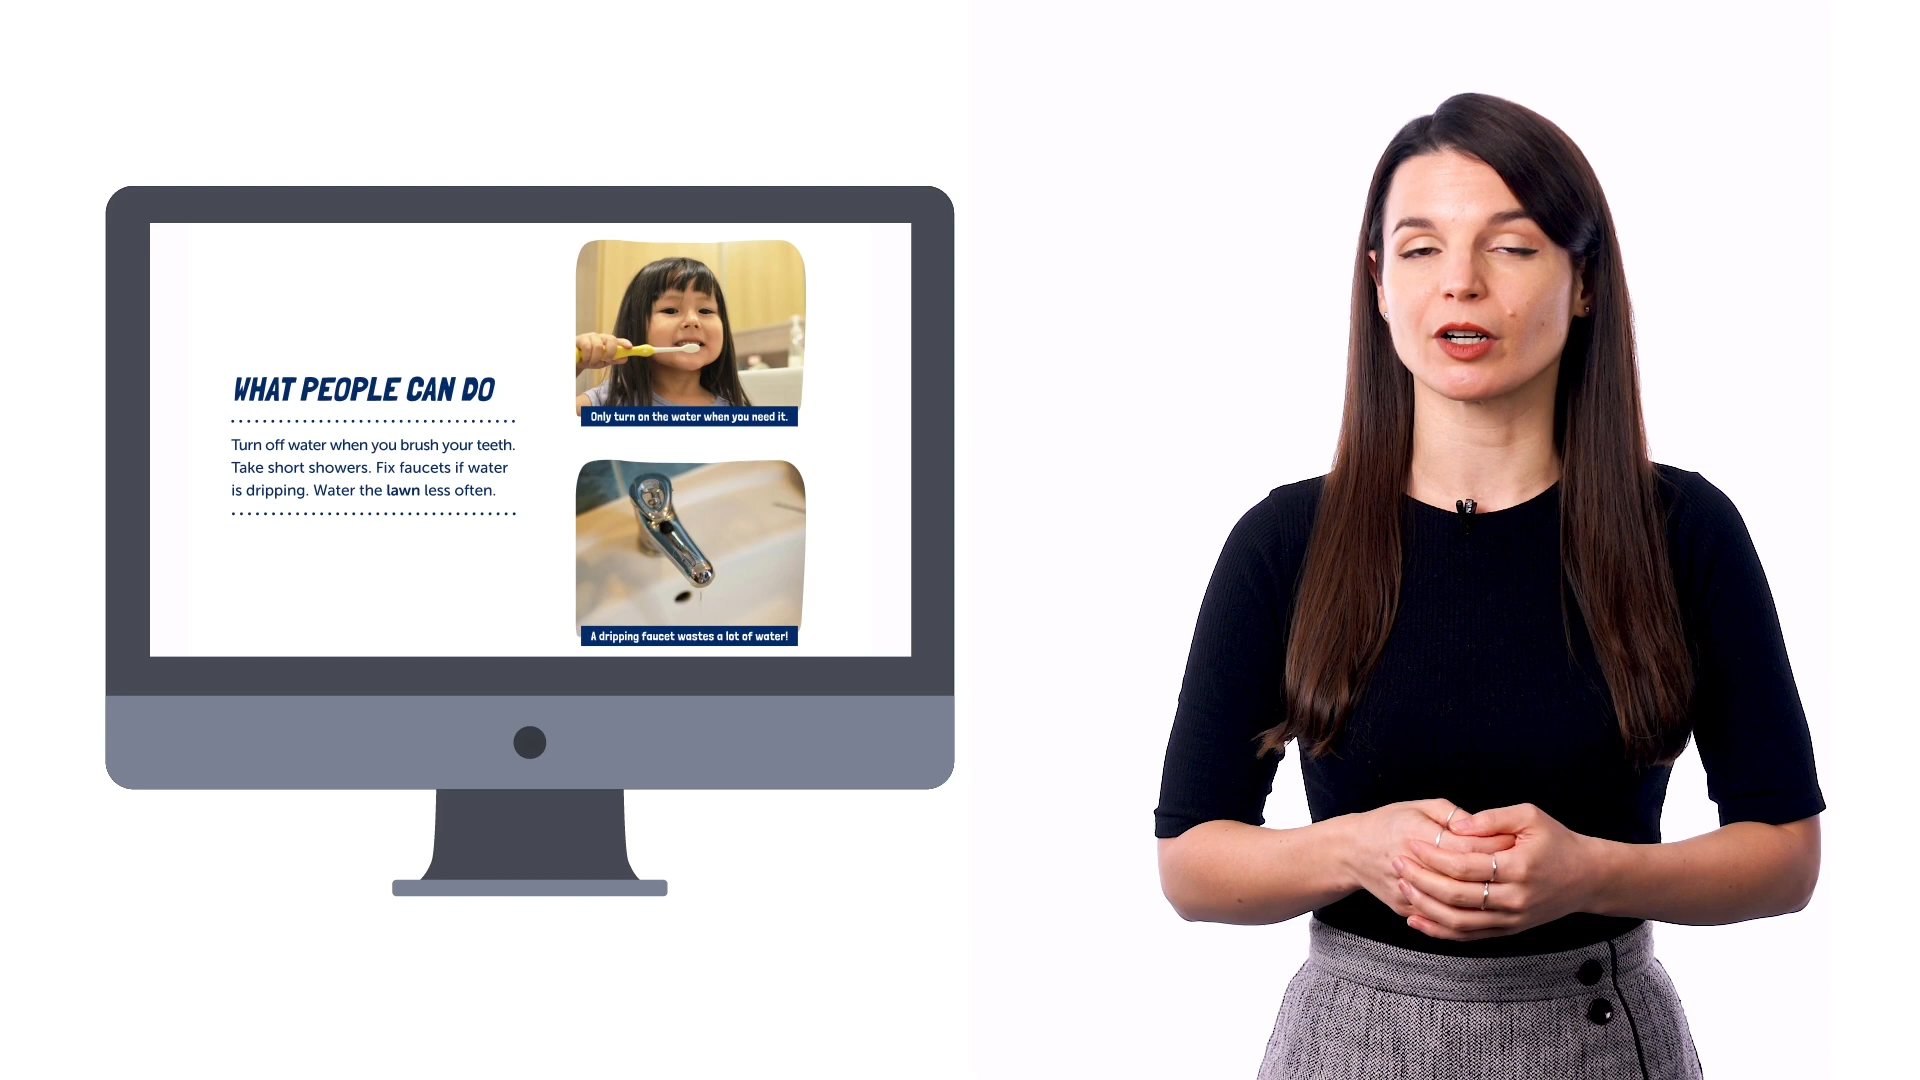 WHAT PEOPLE CAN DO
Turn off water when you brush your teeth.
Take short showers. Fix faucets if water
is dripping. Water the lawn less often.
Only turn on the water when you need it.
A dripping faucet wastes a lot of water!